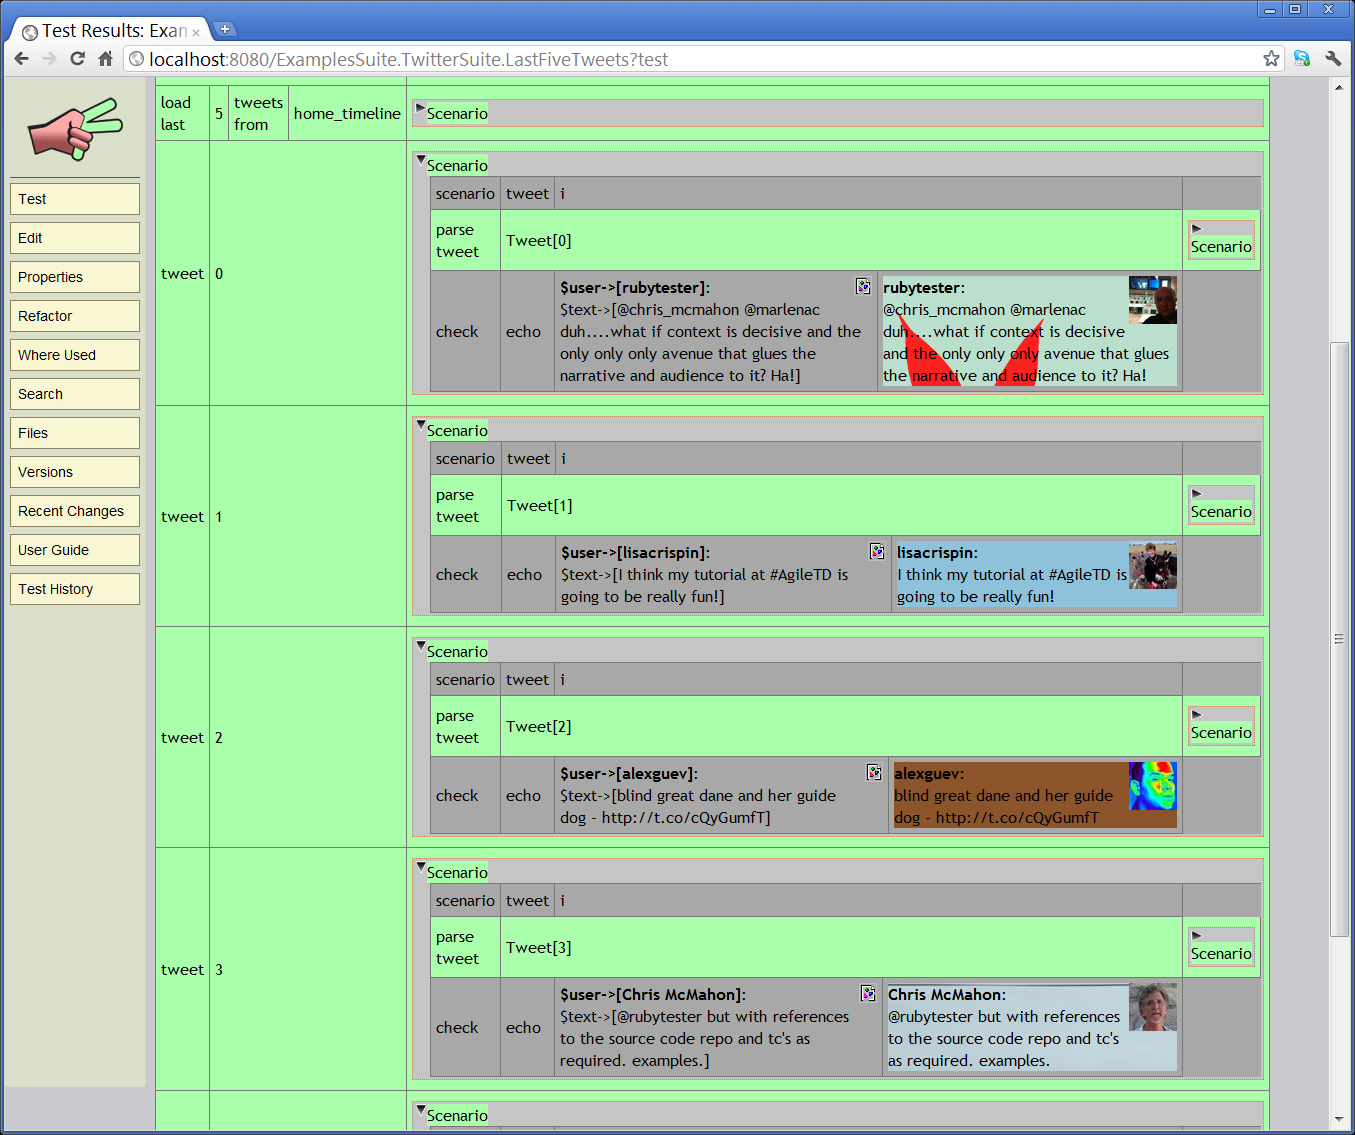 Test Results: Exan
localhost:8080/ExamplesSuite.TwitterSuite.LastFiveTweets?test
Test
Edit
Properties
Refactor
Where Used
Search
Files
Versions
Recent Changes
User Guide
Test History
load
last
5
tweets
from
home_timeline
Scenario
tweet
0
Scenario
scenario
tweet
i
parse
tweet
Tweet[0]
Scenario
check
echo
$user->[rubytester]:
$text->[@chris_mcmahon @marlenac
duh....what if context is decisive and the
only only only avenue that glues the
narrative and audience to it? Ha!]
rubytester:
@chris_mcmahon @marlenac
duh....what if context is decisive
and the only only only avenue that glues
the narrative and audience to it? Ha!
tweet
1
Scenario
scenario
tweet
i
parse
tweet
Tweet[1]
Scenario
check
echo
$user->[lisacrispin]:
$text->[I think my tutorial at #AgileTD is
going to be really fun!]
lisacrispin:
I think my tutorial at #AgileTD is
going to be really fun!
tweet
2
Scenario
scenario
tweet
i
parse
tweet
Tweet[2]
Scenario
check
echo
$user->[alexguev]:
$text->[blind great dane and her guide
dog - http://t.co/cQyGumfT]
alexguev:
blind great dane and her guide
dog - http://t.co/cQyGumfT
tweet
3
Scenario
scenario
tweet
i
parse
tweet
Tweet[3]
Scenario
check
echo
$user->[Chris McMahon]:
$text->[@rubytester but with references
to the source code repo and tc's as
required. examples.]
Chris McMahon:
@rubytester but with references
to the source code repo and tc's
as required. examples.
Scenario